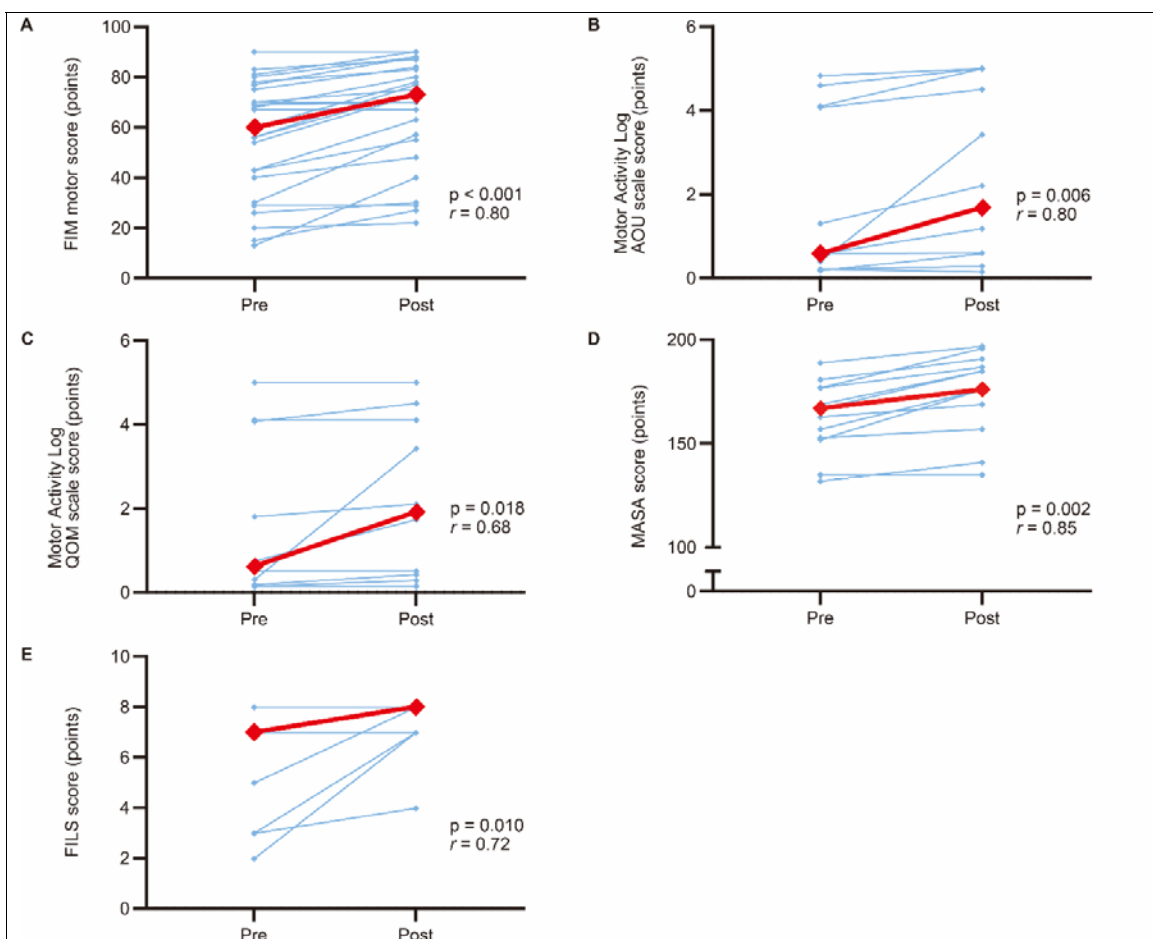 A
FIM motor score (points)
100
80
60
40
20
0
Pre
Post
p < 0.001
r = 0.80
B
Motor Activity Log
AOU scale score (points)
6
4
2
0
Pre
Post
p = 0.006
r = 0.80
C
Motor Activity Log
QOM scale score (points)
6
4
2
0
Pre
Post
p = 0.018
r = 0.68
D
MASA score (points)
200
150
100
0
Pre
Post
p = 0.002
r = 0.85
E
FILS score (points)
10
8
6
4
2
0
Pre
Post
p = 0.010
r = 0.72